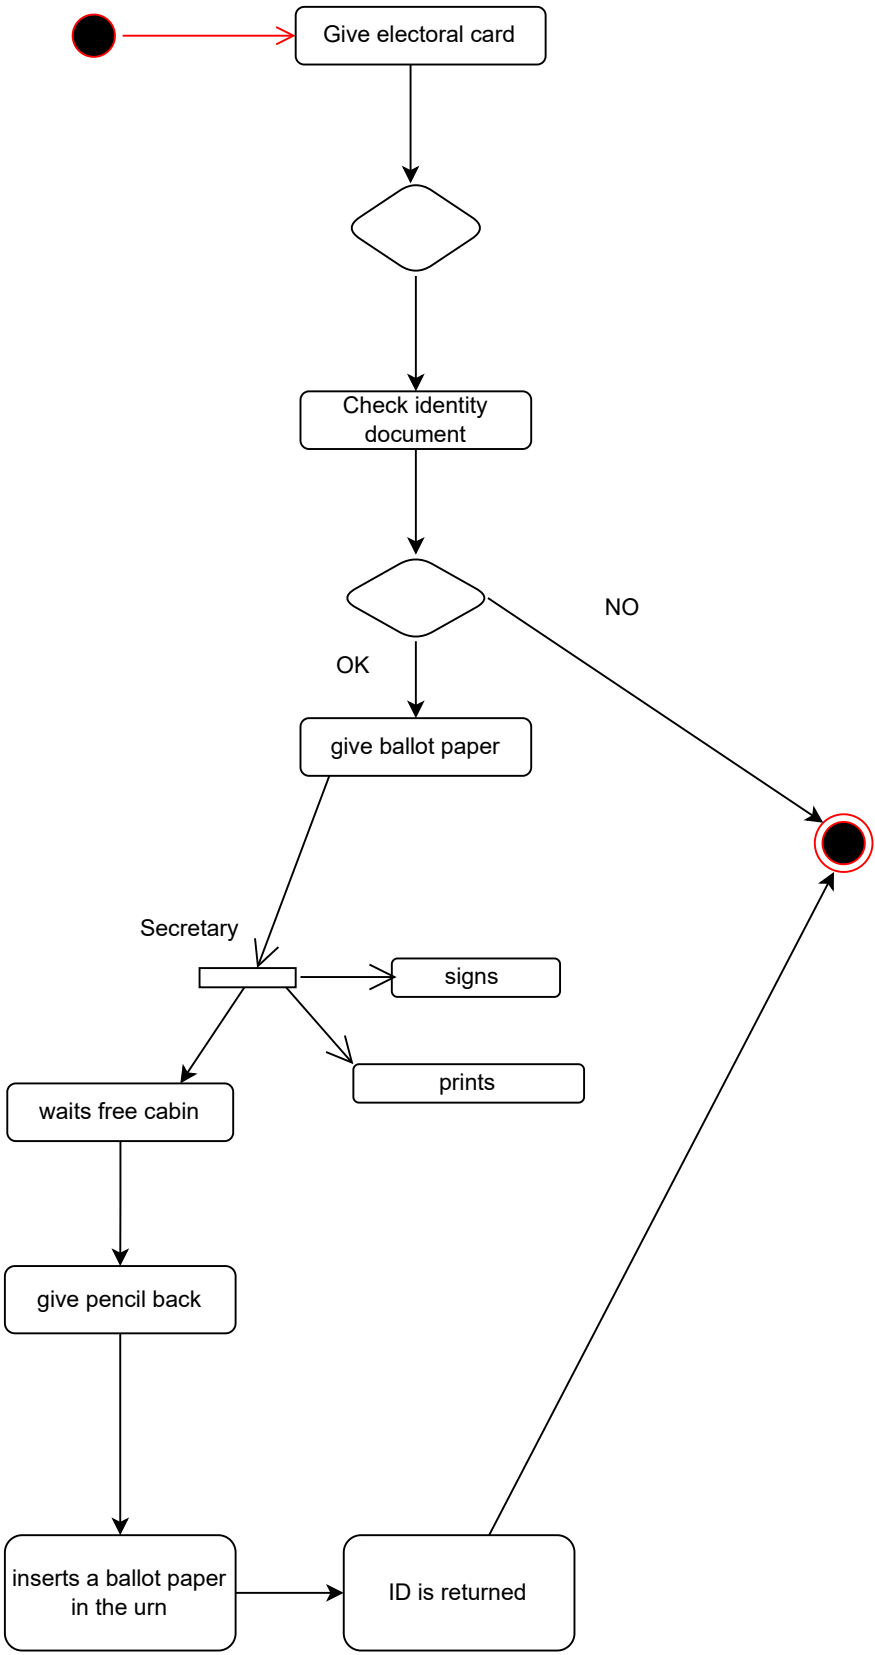 Give electoral card
Check identity
document
NO
OK
give ballot paper
Secretary
signs
prints
waits free cabin
give pencil back
inserts a ballot paper
in the urn
ID is returned